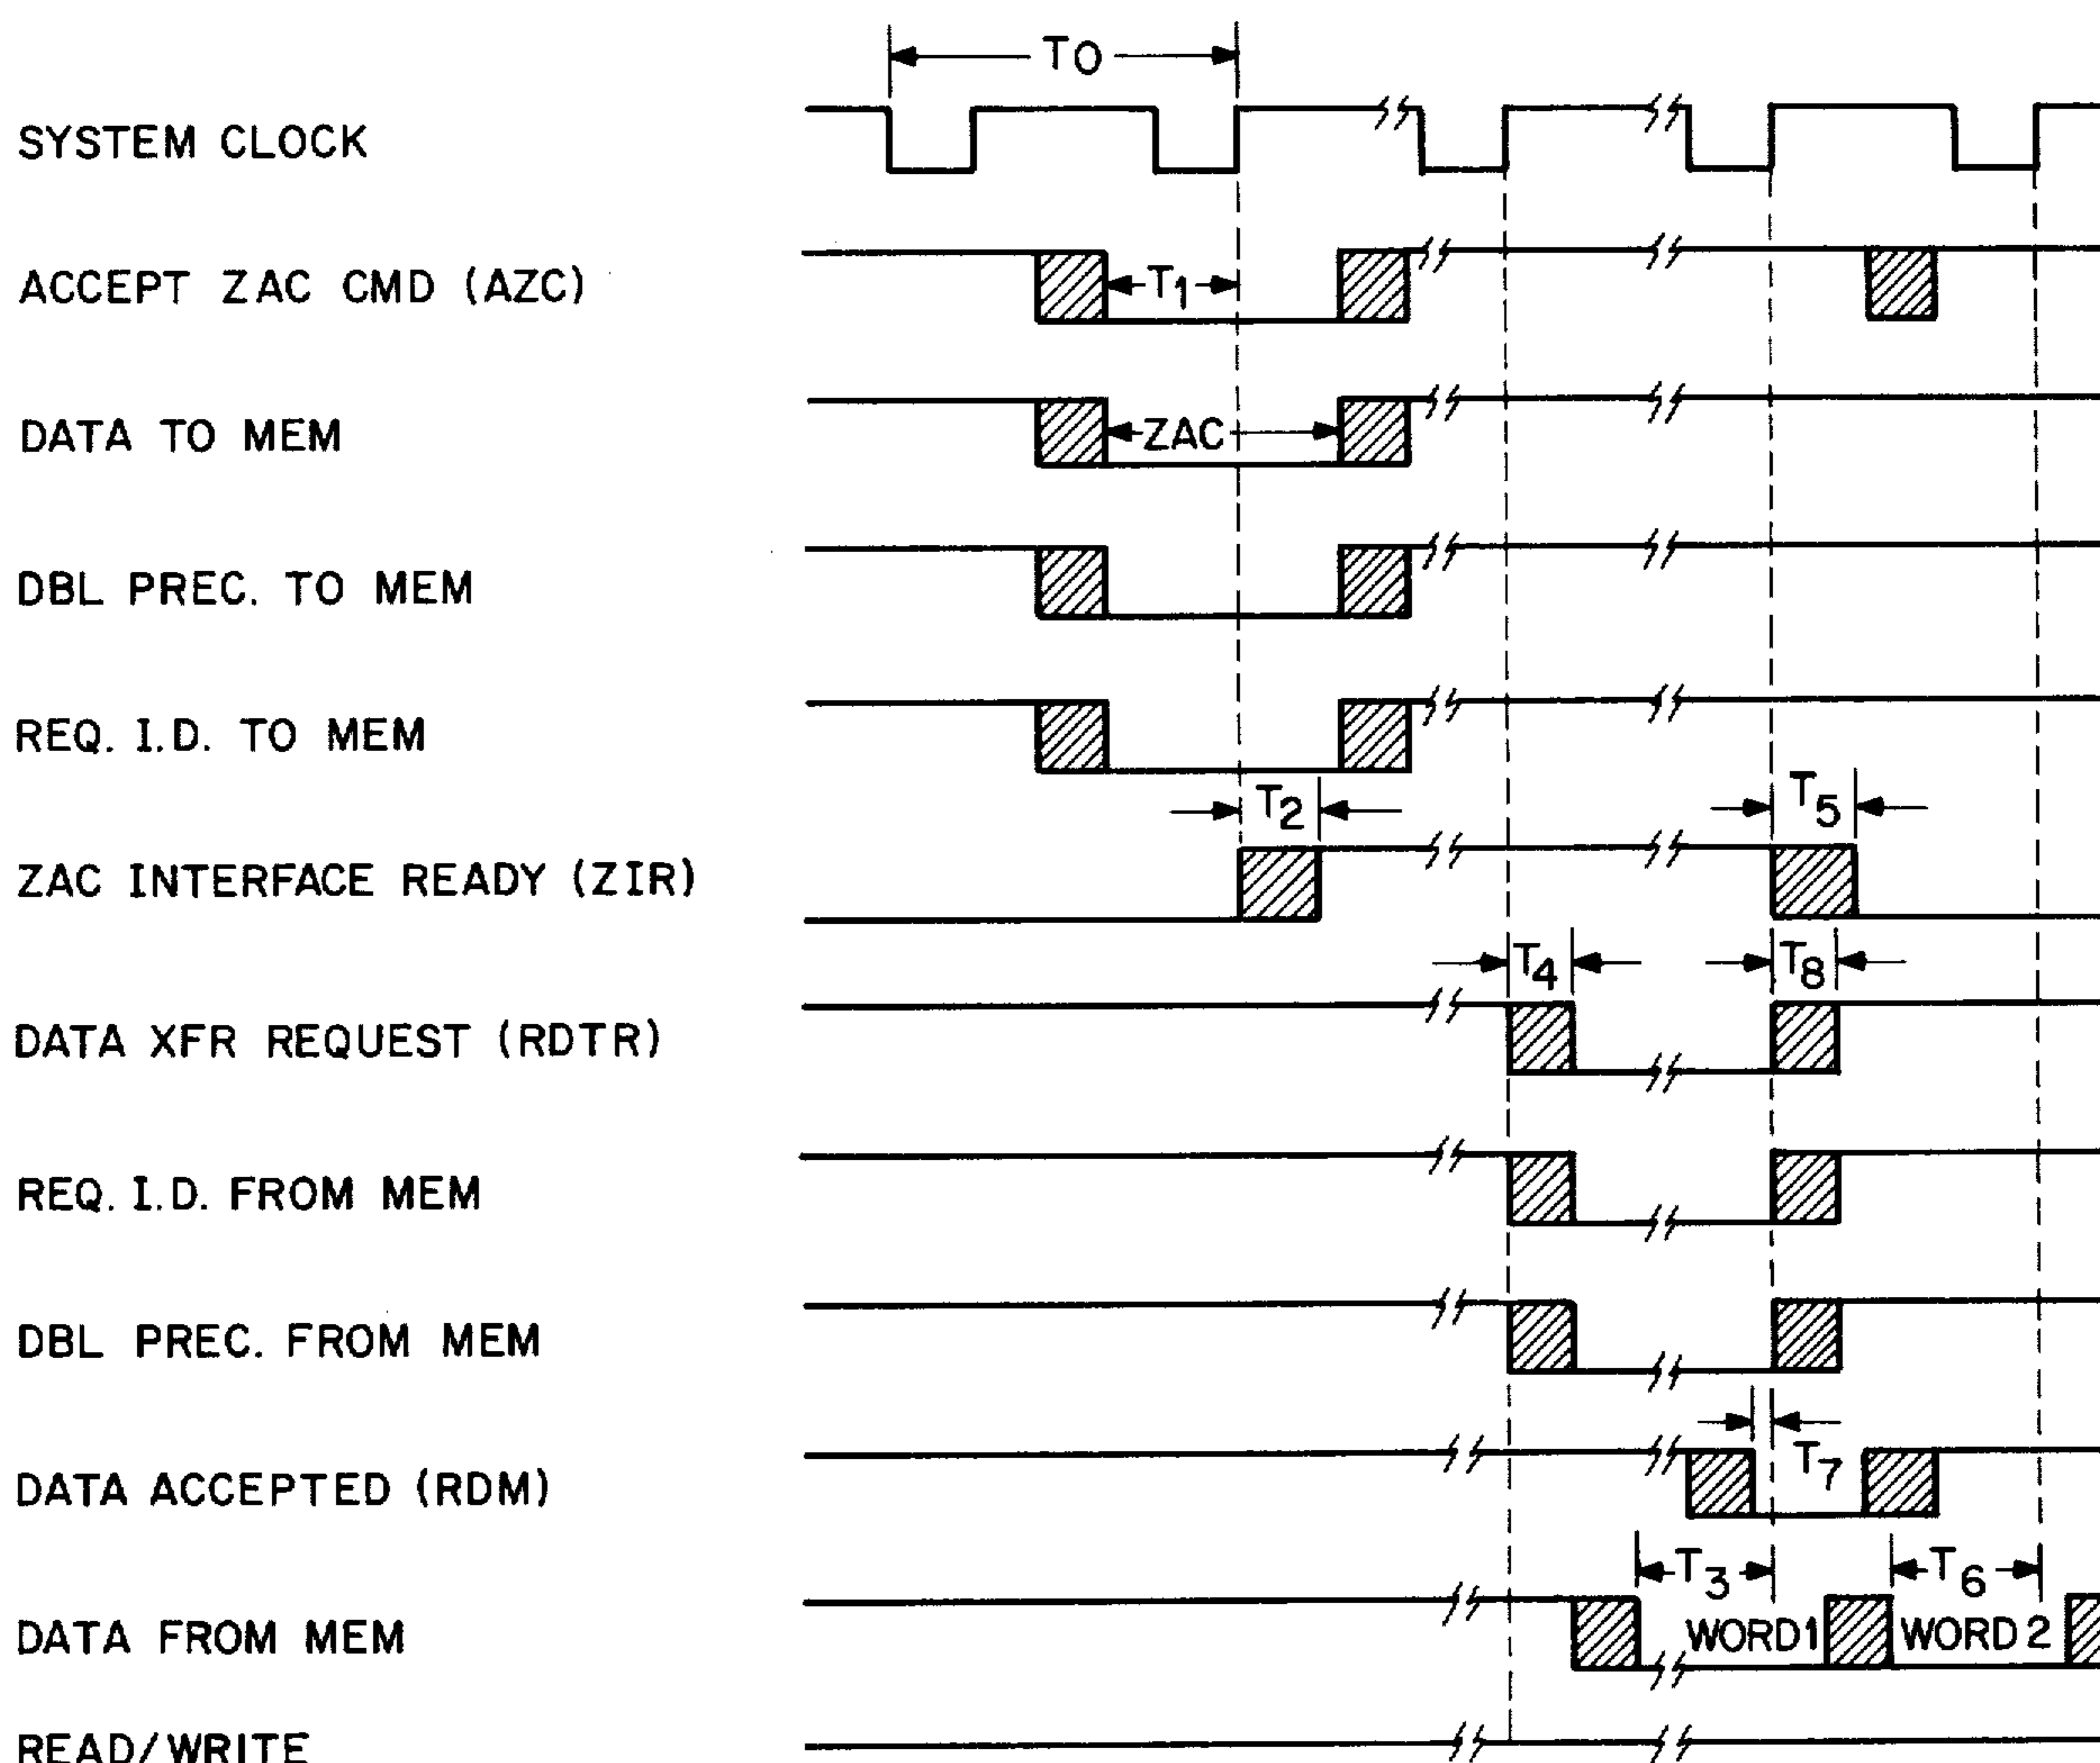 TO
SYSTEM CLOCK
ACCEPT ZAC CMD (AZC)
T1
DATA TO MEM
ZAC
DBL PREC. TO MEM
REQ. I.D. TO MEM
T2
T5
ZAC INTERFACE READY (ZIR)
T4
T8
DATA XFR REQUEST (RDTR)
REQ. I.D. FROM MEM
DBL PREC. FROM MEM
DATA ACCEPTED (RDM)
T7
T3
T6
DATA FROM MEM
WORD1
WORD 2
READ/WRITE